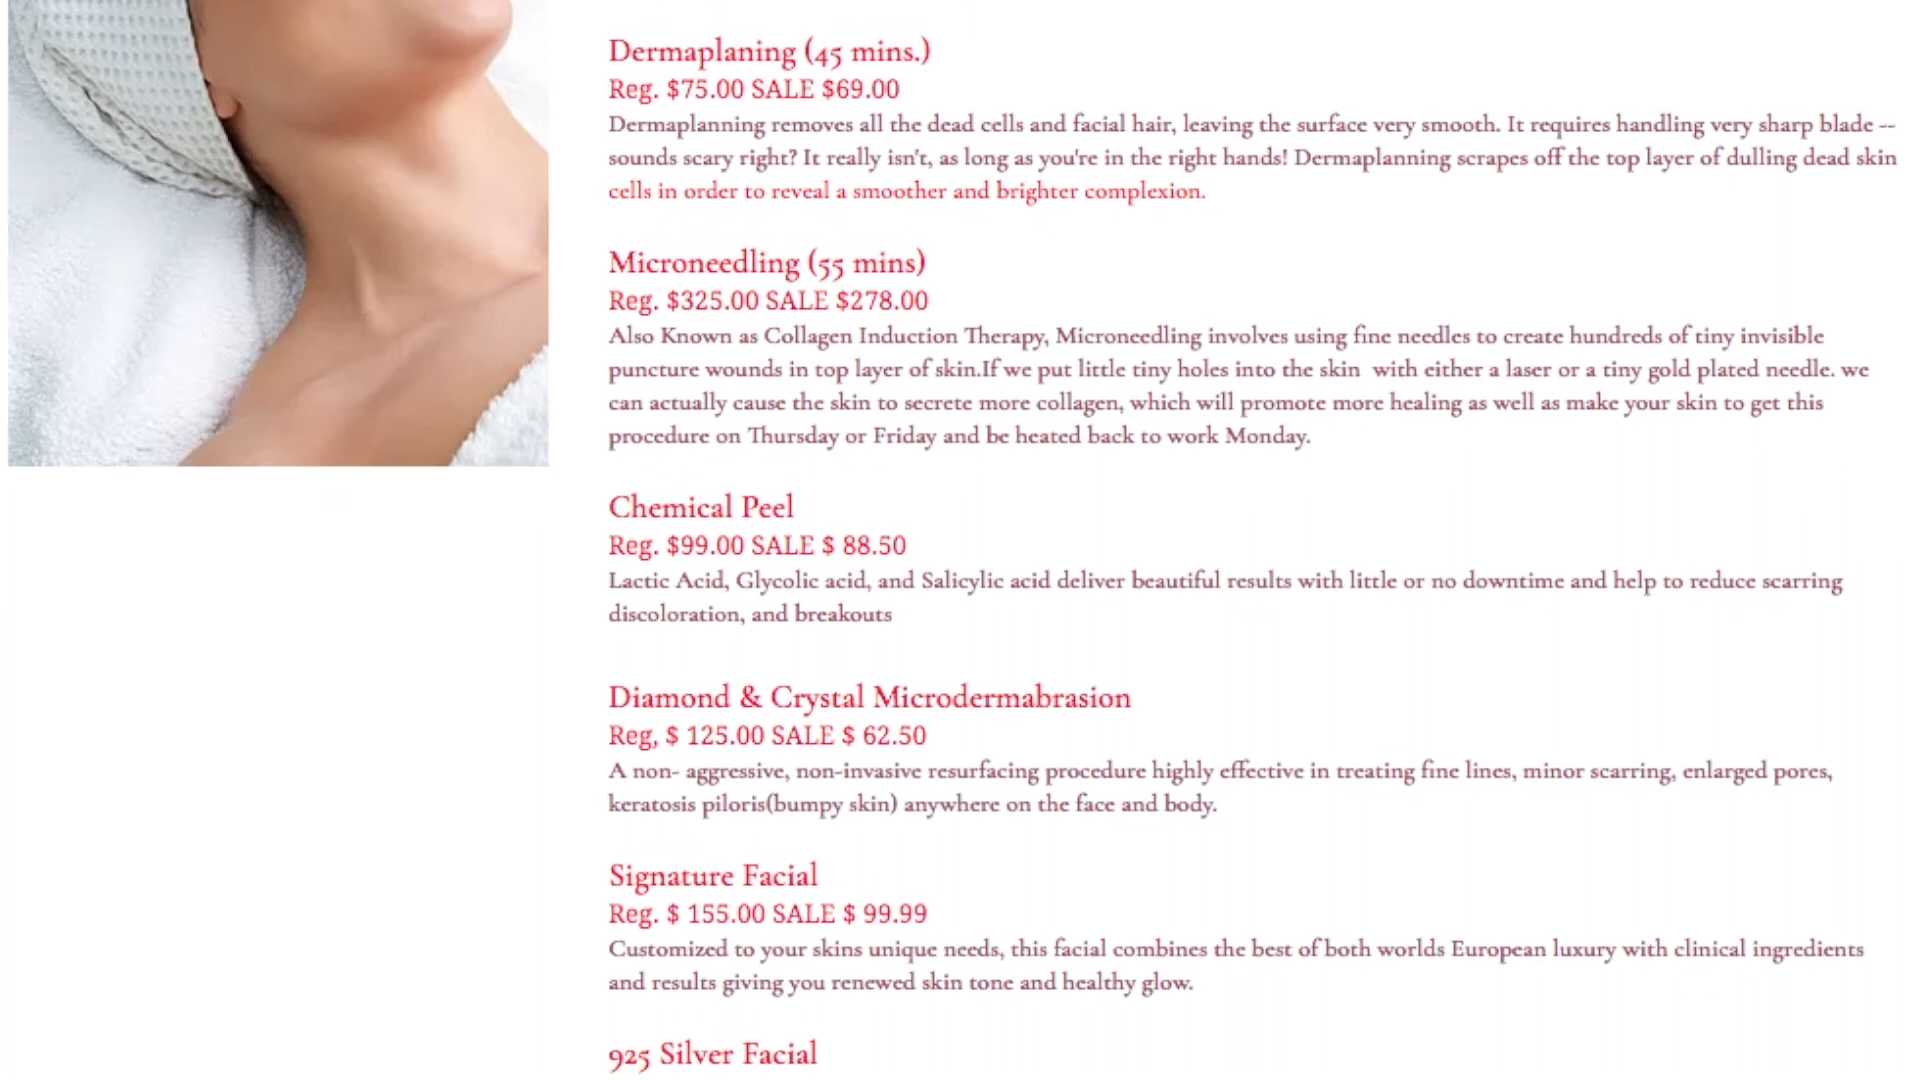 Dermaplaning (45 mins.)
Reg. $75.00 SALE $69.00
Dermaplanning removes all the dead cells and facial hair, leaving the surface very smooth. It requires handling very sharp blade --
sounds scary right? It really isn't, as long as you're in the right hands! Dermaplanning scrapes off the top layer of dulling dead skin
cells in order to reveal a smoother and brighter complexion.
Microneedling (55 mins)
Reg. $325.00 SALE $278.00
Also Known as Collagen Induction Therapy, Microneedling involves using fine needles to create hundreds of tiny invisible
puncture wounds in top layer of skin.If we put little tiny holes into the skin  with either a laser or a tiny gold plated needle. we
can actually cause the skin to secrete more collagen, which will promote more healing as well as make your skin to get this
procedure on Thursday or Friday and be heated back to work Monday.
Chemical Peel
Reg. $99.00 SALE $ 88.50
Lactic Acid, Glycolic acid, and Salicylic acid deliver beautiful results with little or no downtime and help to reduce scarring
discoloration, and breakouts
Diamond & Crystal Microdermabrasion
Reg, $ 125.00 SALE $ 62.50
A non- aggressive, non-invasive resurfacing procedure highly effective in treating fine lines, minor scarring, enlarged pores,
keratosis piloris(bumpy skin) anywhere on the face and body.
Signature Facial
Reg. $ 155.00 SALE $ 99.99
Customized to your skins unique needs, this facial combines the best of both worlds European luxury with clinical ingredients
and results giving you renewed skin tone and healthy glow.
925 Silver Facial